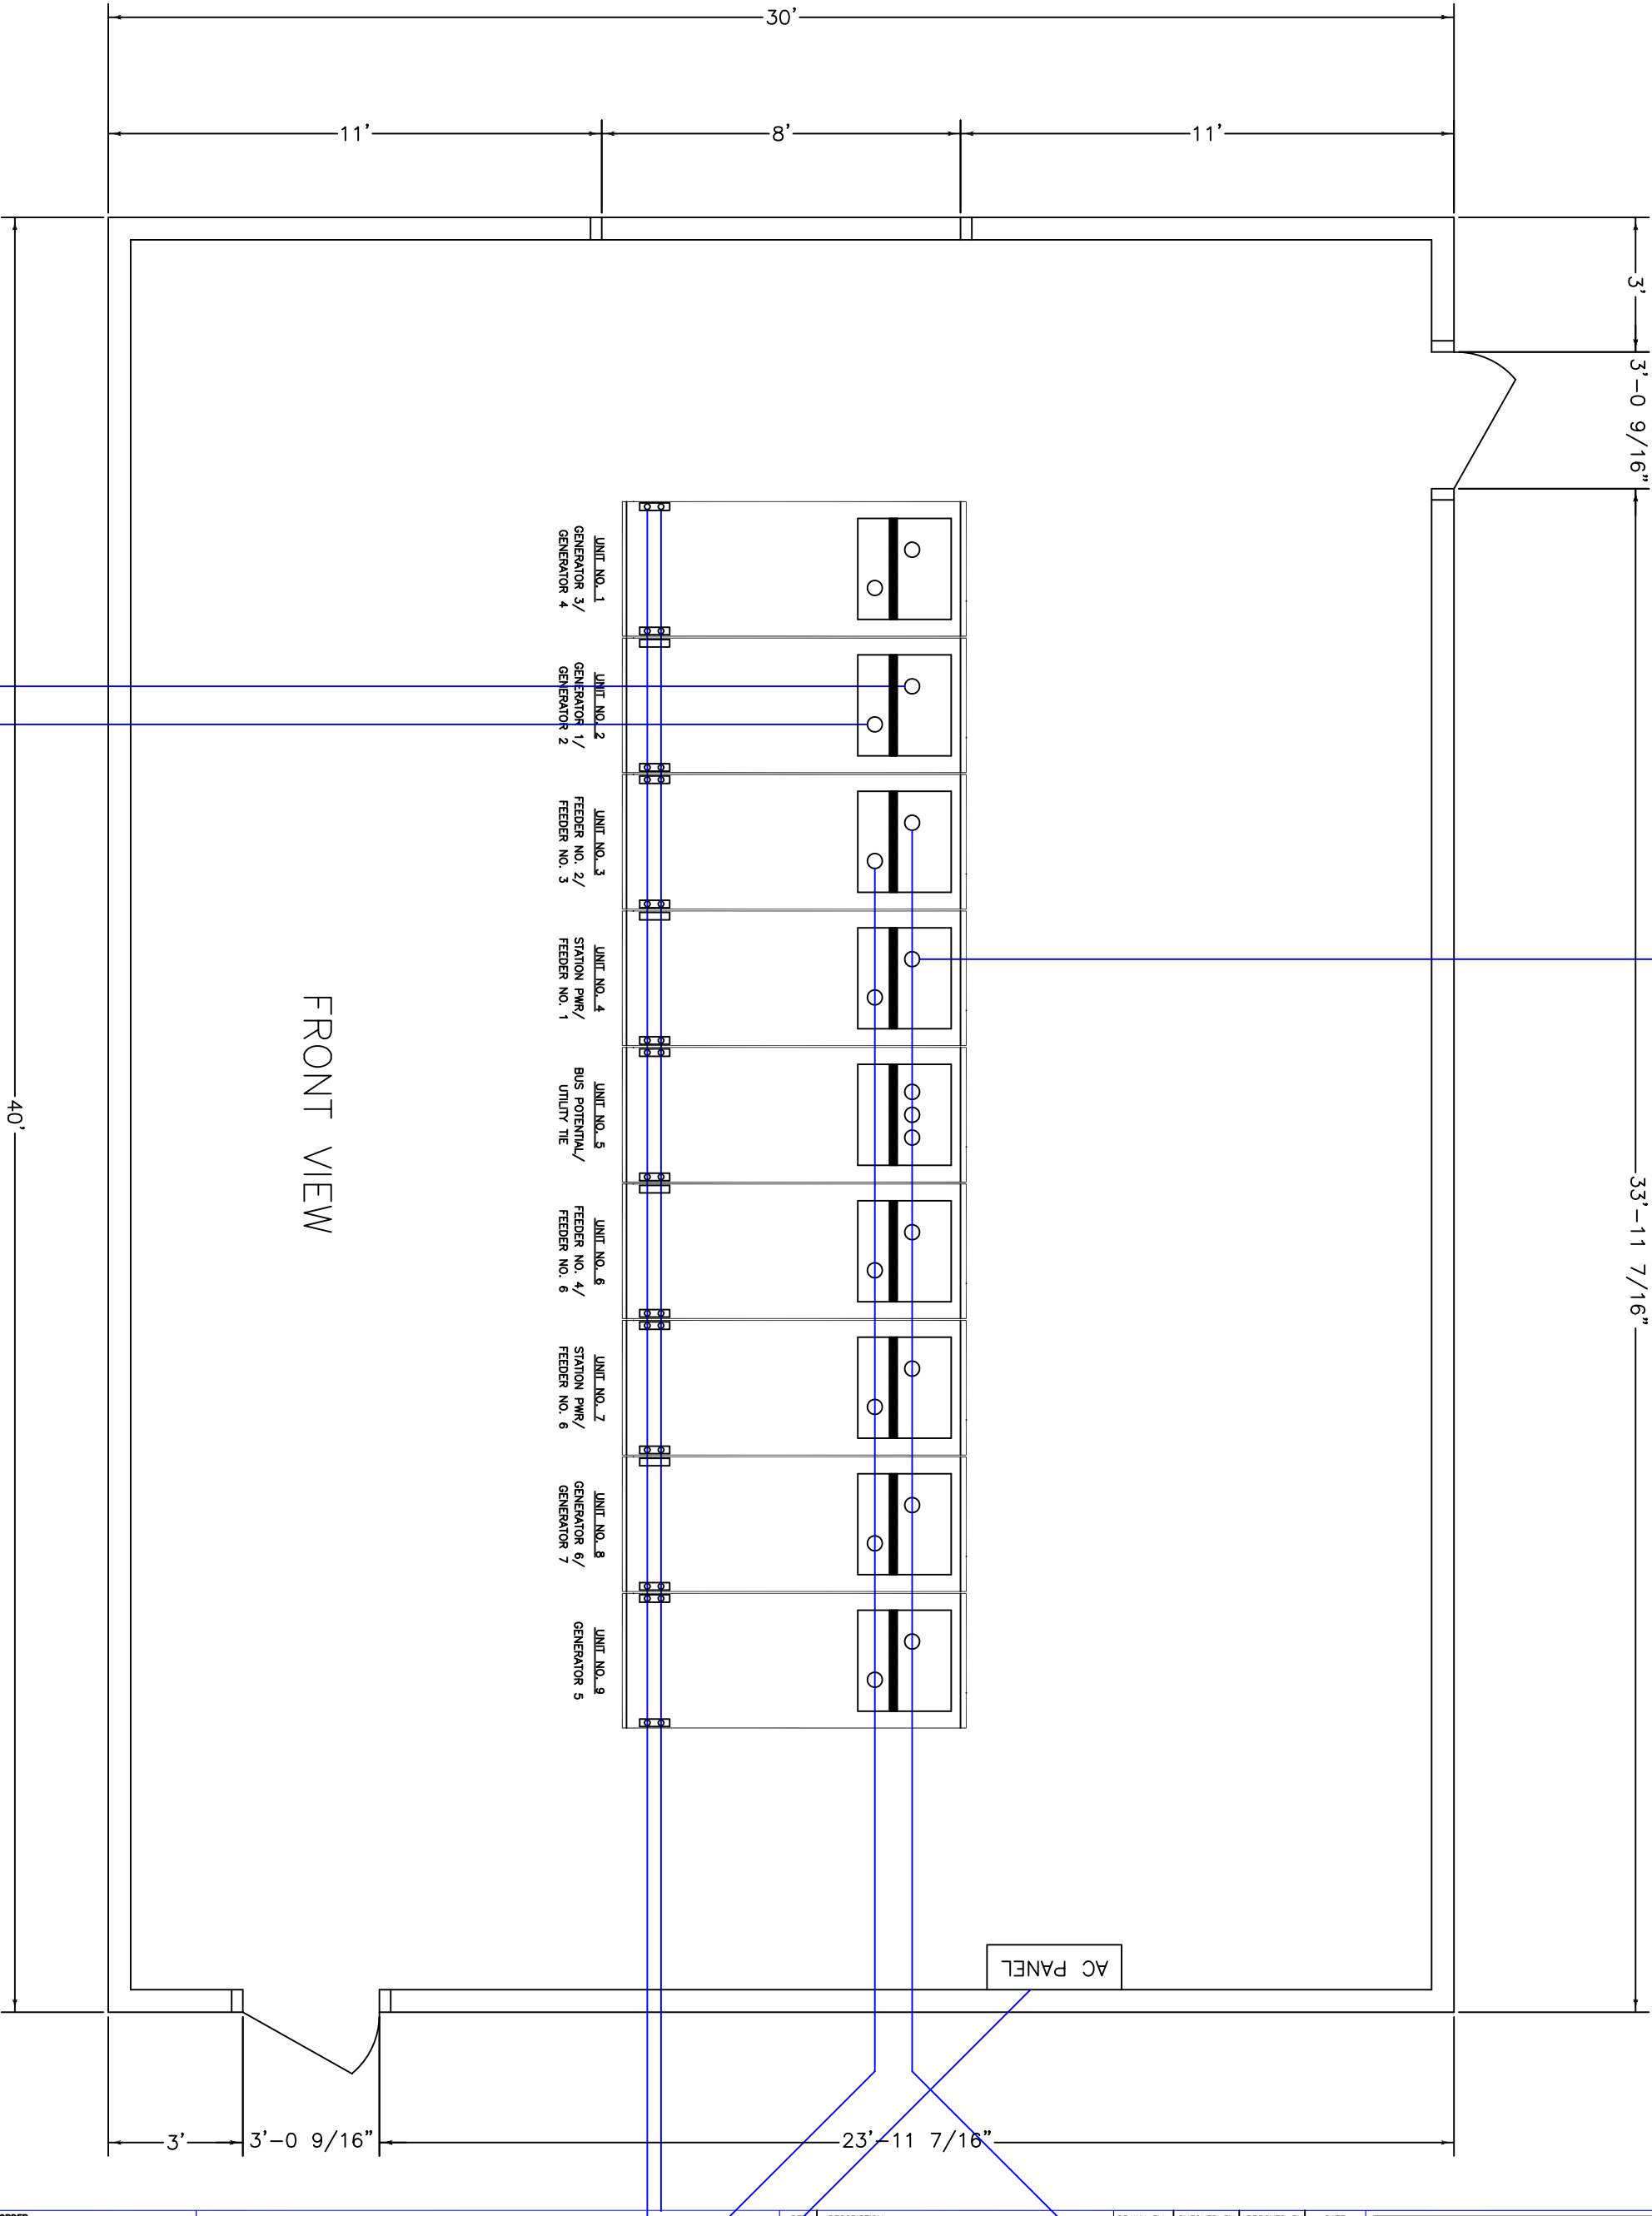 30'
11'
8'
11'
3'
3'-0 9/16"
33'-11 7/16"
40'
UNIT NO. 1
GENERATOR 3/
GENERATOR 4
UNIT NO. 2
GENERATOR 1/
GENERATOR 2
UNIT NO. 3
FEEDER NO. 2/
FEEDER NO. 3
UNIT NO. 4
STATION PWR/
FEEDER NO. 1
UNIT NO. 5
BUS POTENTIAL/
UTILITY TIE
UNIT NO. 6
FEEDER NO. 4/
FEEDER NO. 6
UNIT NO. 7
STATION PWR/
FEEDER NO. 6
UNIT NO. 8
GENERATOR 6/
GENERATOR 7
UNIT NO. 9
GENERATOR 5
FRONT VIEW
AC PANEL
3'
3'-0 9/16"
23'-11 7/16"